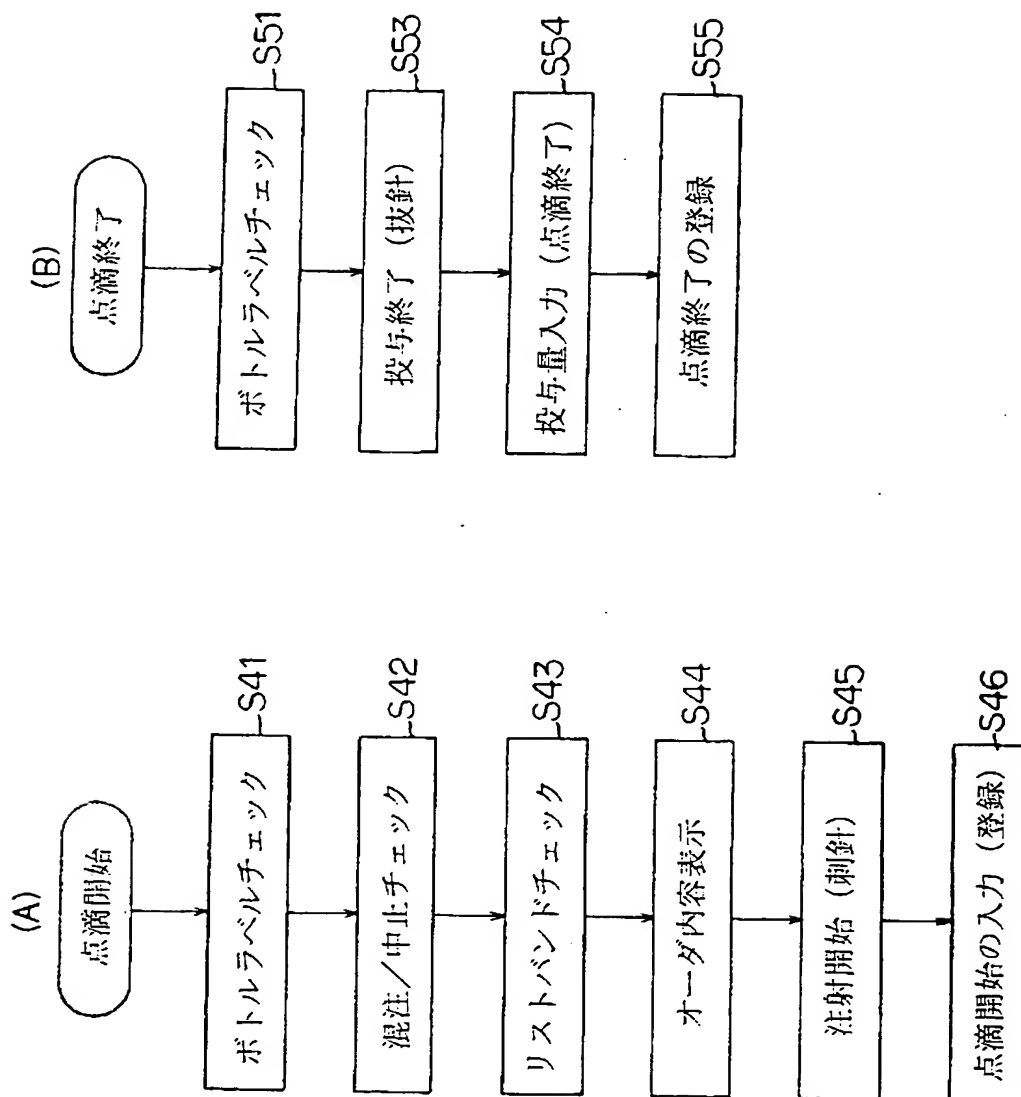 (A)
点滴開始
ボトルラベルチェック
S41
混注／中止チェック
S42
リストバンドチェック
S43
オーダ内容表示
S44
注射開始（刺針）
S45
点滴開始の入力（登録）
S46
(B)
点滴終了
ボトルラベルチェック
S51
投与終了（抜針）
S53
投与量入力（点滴終了）
S54
点滴終了の登録
S55